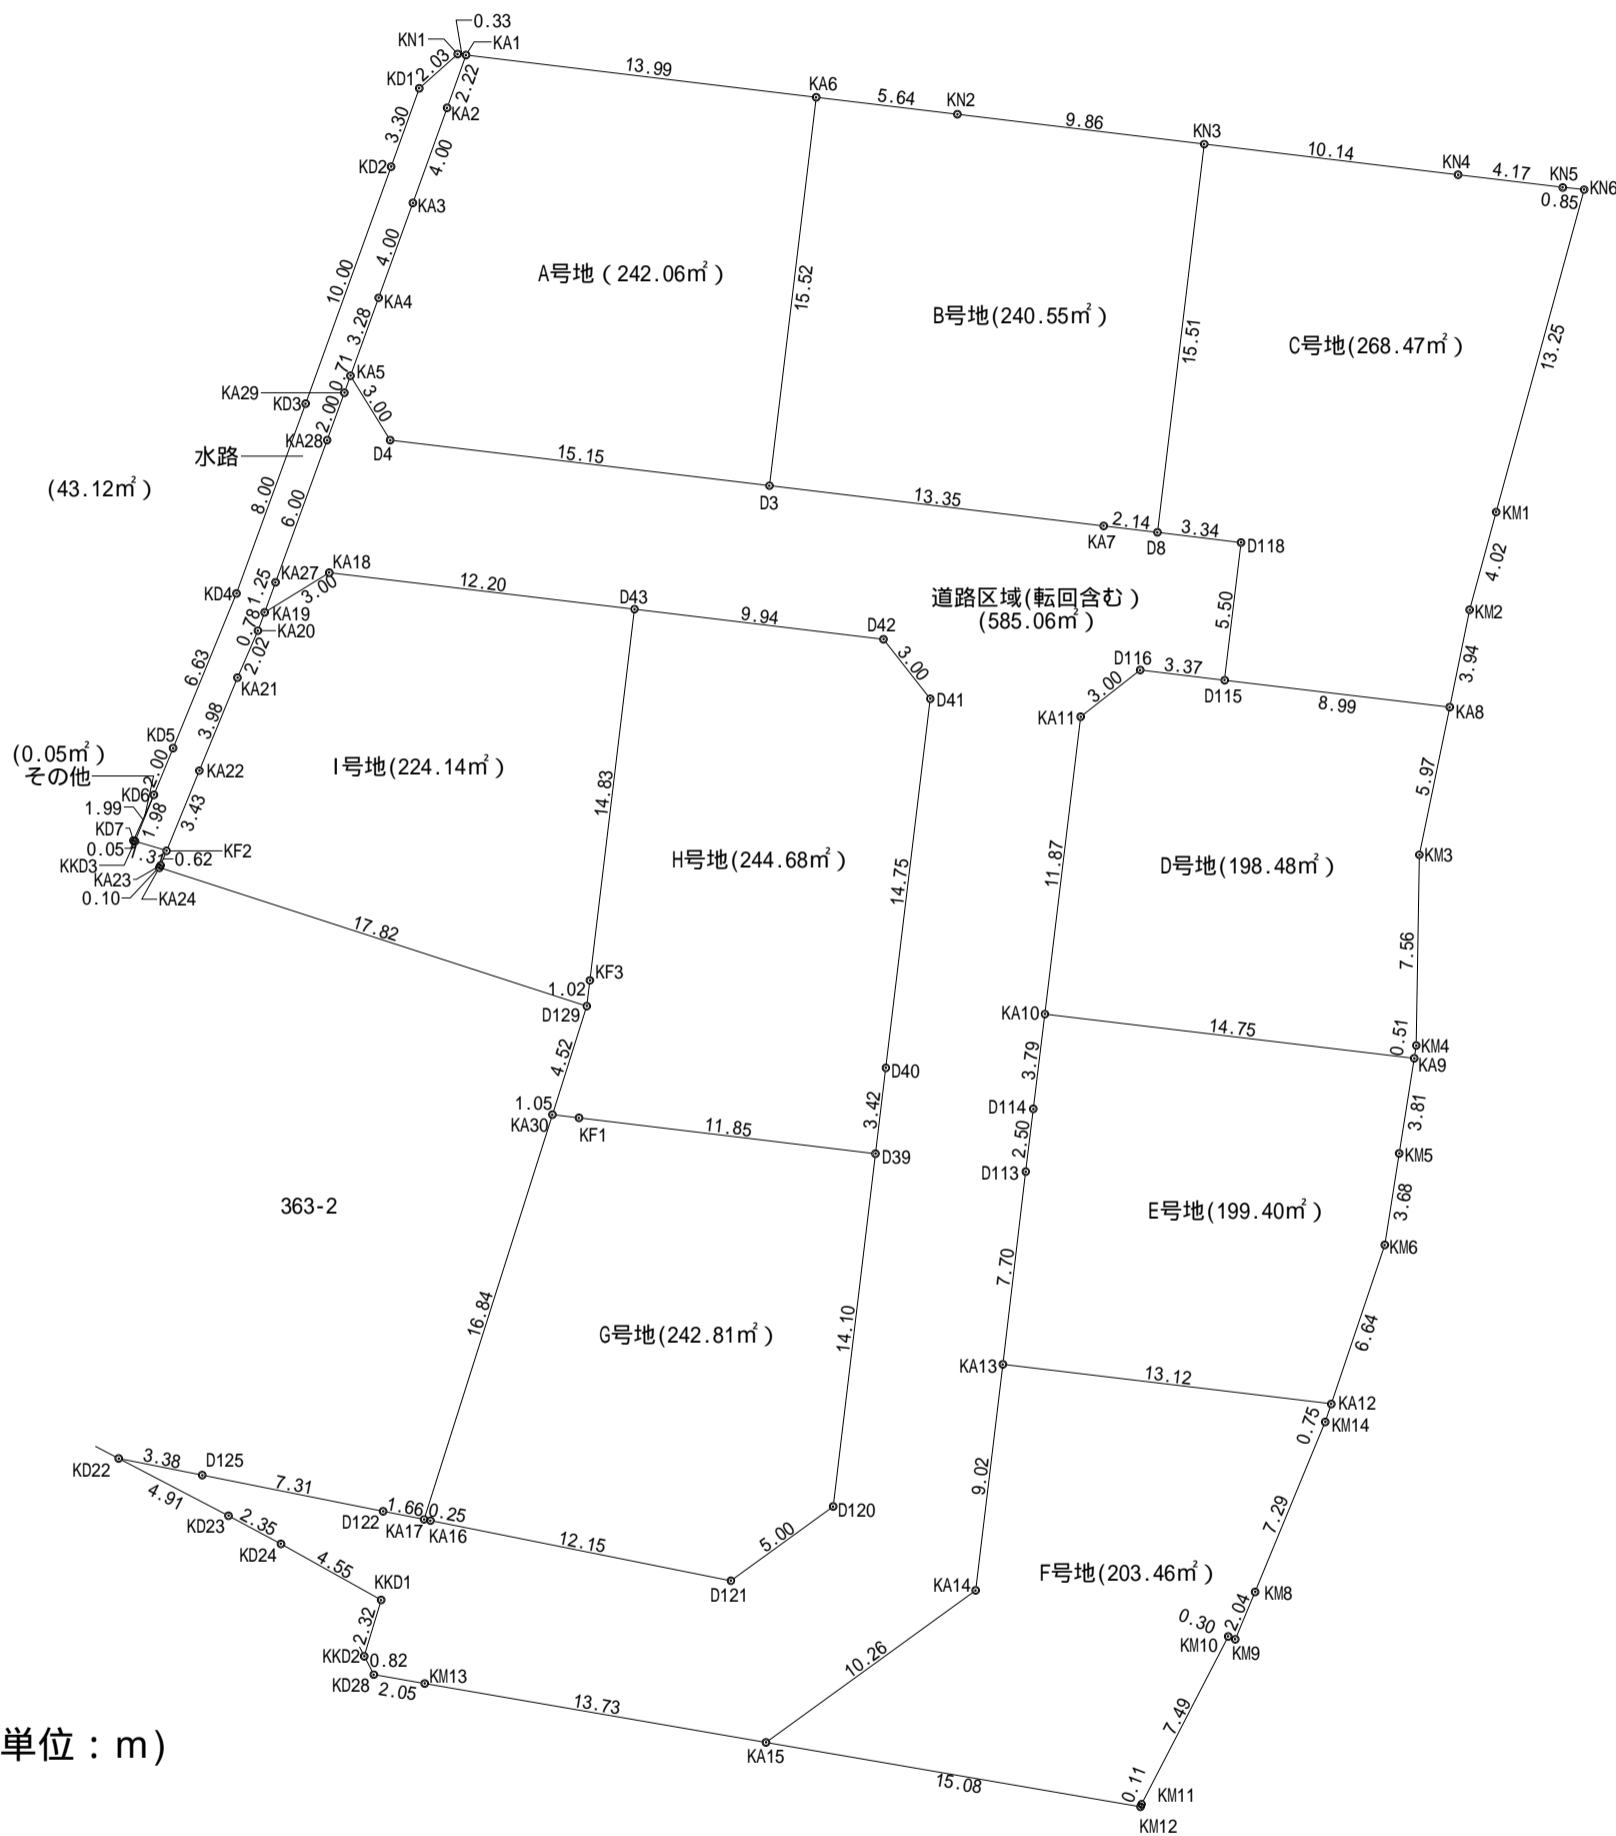 0.33
KN1
KA1
2.03
KD1
2.22
13.99
KA6
KA2
5.64
KN2
9.86
KN3
10.14
KN4
4.17
KN5
KN6
0.85
3.30
KD2
4.00
KA3
4.00
10.00
A号地(242.06㎡)
15.52
B号地(240.55㎡)
15.51
C号地(268.47㎡)
13.25
KA4
3.28
0.71
KA5
KA29
KD3
2.00
3.00
KA28
D4
水路
15.15
(43.12㎡)
8.00
6.00
D3
13.35
KA7
2.14
D8
3.34
D118
KM1
4.02
KA18
KA27
3.00
1.25
KD4
12.20
D43
9.94
D42
道路区域(転回含む)
(585.06㎡)
5.50
KM2
KA19
0.78
KA20
2.02
KA21
6.63
3.00
D41
D116
3.37
D115
3.00
8.99
3.94
KA8
KA11
3.98
KD5
(0.05㎡)
その他
2.00
KA22
KD6
1.99
1.98
3.43
I号地(224.14㎡)
14.83
5.97
KD7
0.05
KKD3
1.31
0.62
KF2
KA23
0.10
KA24
H号地(244.68㎡)
14.75
11.87
D号地(198.48㎡)
KM3
17.82
7.56
KF3
1.02
D129
KA10
14.75
0.51
KM4
KA9
4.52
D40
3.79
1.05
KA30
KF1
11.85
3.42
D39
D114
2.50
D113
3.81
KM5
3.68
363-2
E号地(199.40㎡)
KM6
7.70
16.84
G号地(242.81㎡)
14.10
6.64
KA13
13.12
KA12
0.75
KM14
9.02
KD22
3.38
D125
7.31
4.91
KD23
2.35
KD24
D122
1.66
0.25
KA17
KA16
12.15
5.00
D120
D121
7.29
4.55
KKD1
2.32
KKD2
0.82
KD28
2.05
KM13
F号地(203.46㎡)
KA14
KM8
0.30
2.04
KM10
KM9
10.26
13.73
7.49
単位：m)
KA15
15.08
0.11
KM11
KM12